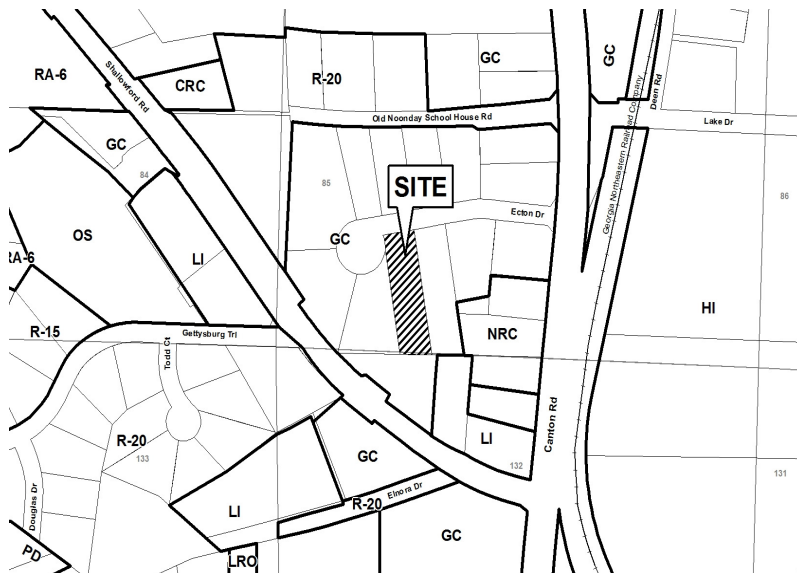 GC
GC
RA-6
CRC
R-20
Shallowford Rd
Georgia Northeastern Railroad Company
Deen Rd
Old Noonday School House Rd
Lake Dr
GC
84
85
SITE
86
Ecton Dr
OS
GC
LI
RA-6
HI
R-15
Gettysburg Trl
NRC
Todd Ct
Canton Rd
R-20
133
GC
LI
132
131
Douglas Dr
LI
R-20
Elnora Dr
PD
LRO
GC